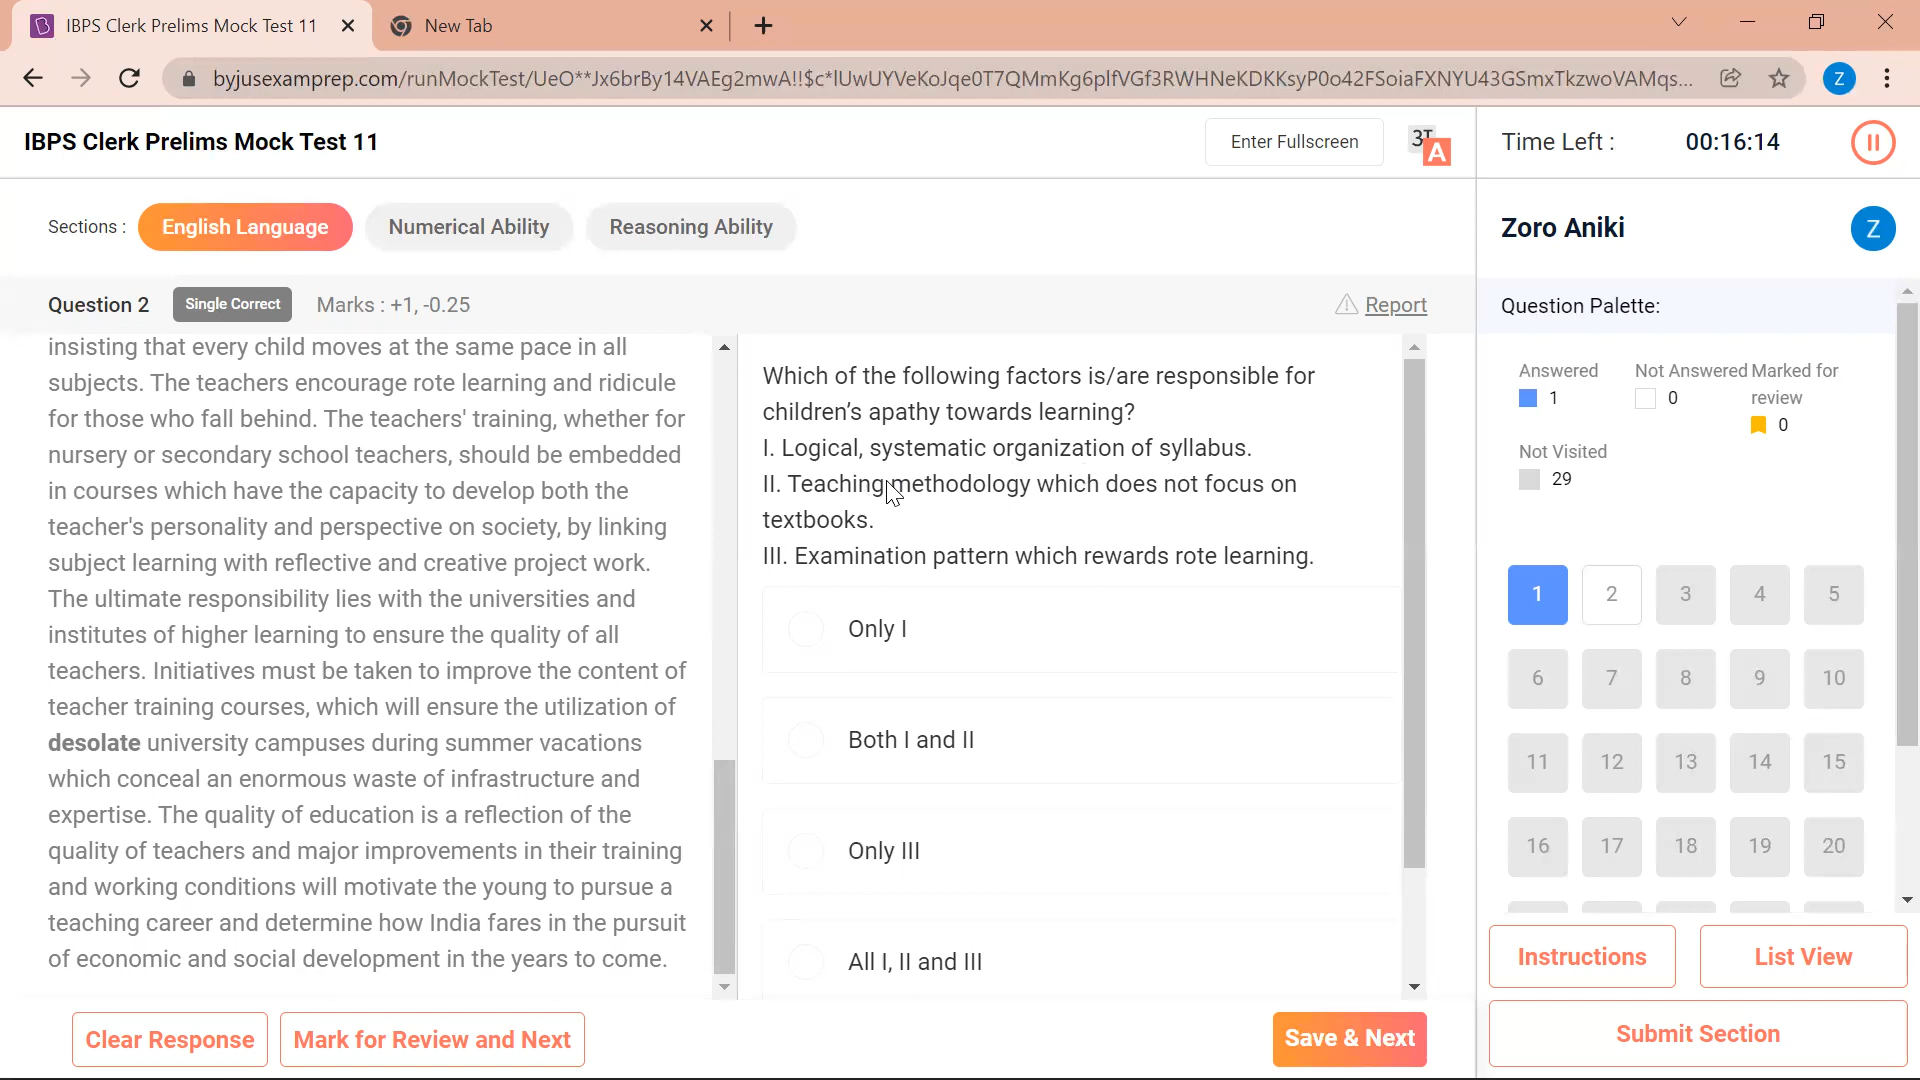 IBPS Clerk Prelims Mock Test 11
New Tab
byjusexamprep.com/runMockTest/UeO**Jx6brBy14VAEg2mwA!!$c*lUwUYVeKoJqe0T7QMmKg6plfVGf3RWHNeKDKKsyP0o42FSoiaFXNYU43GSmxTkzwoVAMqs...
Z
IBPS Clerk Prelims Mock Test 11
Enter Fullscreen
A
Time Left :
00:16:14
Sections :
English Language
Numerical Ability
Reasoning Ability
Zoro Aniki
Z
Question 2
Single Correct
Marks : +1, -0.25
Report
Question Palette:
insisting that every child moves at the same pace in all
subjects. The teachers encourage rote learning and ridicule
for those who fall behind. The teachers' training, whether for
nursery or secondary school teachers, should be embedded
in courses which have the capacity to develop both the
teacher's personality and perspective on society, by linking
subject learning with reflective and creative project work.
The ultimate responsibility lies with the universities and
institutes of higher learning to ensure the quality of all
teachers. Initiatives must be taken to improve the content of
teacher training courses, which will ensure the utilization of
desolate university campuses during summer vacations
which conceal an enormous waste of infrastructure and
expertise. The quality of education is a reflection of the
quality of teachers and major improvements in their training
and working conditions will motivate the young to pursue a
teaching career and determine how India fares in the pursuit
of economic and social development in the years to come.
Which of the following factors is/are responsible for
children’s apathy towards learning?
I. Logical, systematic organization of syllabus.
II. Teaching methodology which does not focus on
textbooks.
III. Examination pattern which rewards rote learning.
Only I
Both I and II
Only III
All I, II and III
Answered
1
Not Answered
0
Marked for
review
0
Not Visited
29
1 2 3 4 5
6 7 8 9 10
11 12 13 14 15
16 17 18 19 20
Clear Response
Mark for Review and Next
Save & Next
Instructions
List View
Submit Section